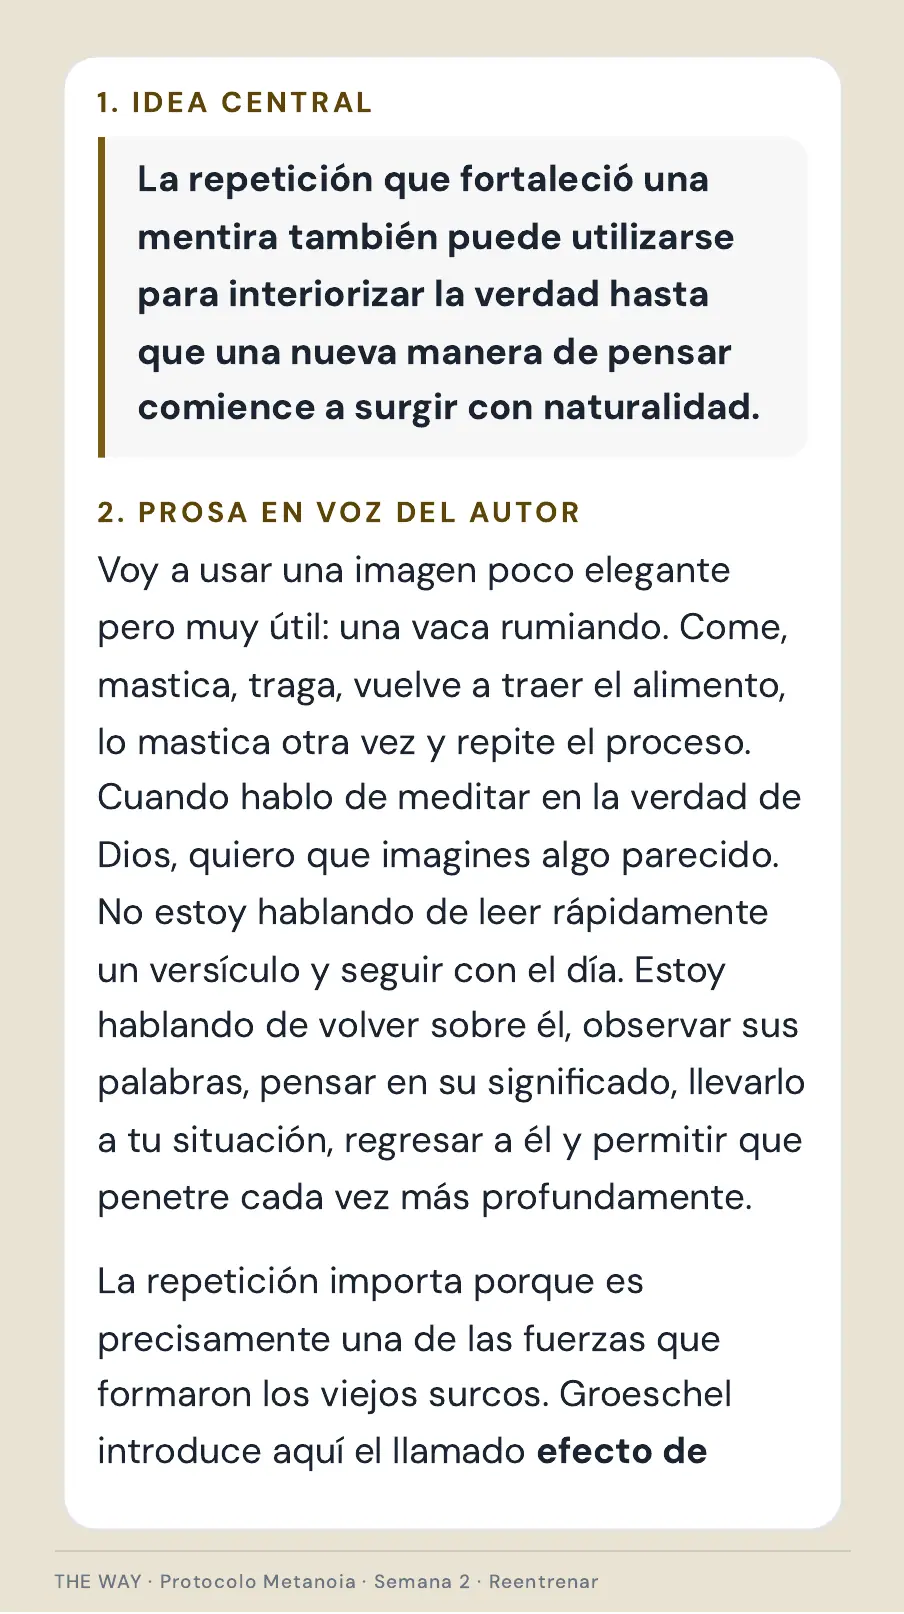 1. IDEA CENTRAL
La repetición que fortaleció una
mentira también puede utilizarse
para interiorizar la verdad hasta
que una nueva manera de pensar
comience a surgir con naturalidad.
2. PROSA EN VOZ DEL AUTOR
Voy a usar una imagen poco elegante
pero muy útil: una vaca rumiando. Come,
mastica, traga, vuelve a traer el alimento,
lo mastica otra vez y repite el proceso.
Cuando hablo de meditar en la verdad de
Dios, quiero que imagines algo parecido.
No estoy hablando de leer rápidamente
un versículo y seguir con el día. Estoy
hablando de volver sobre él, observar sus
palabras, pensar en su significado, llevarlo
a tu situación, regresar a él y permitir que
penetre cada vez más profundamente.
La repetición importa porque es
precisamente una de las fuerzas que
formaron los viejos surcos. Groeschel
introduce aquí el llamado efecto de
THE WAY · Protocolo Metanoia · Semana 2 · Reentrenar